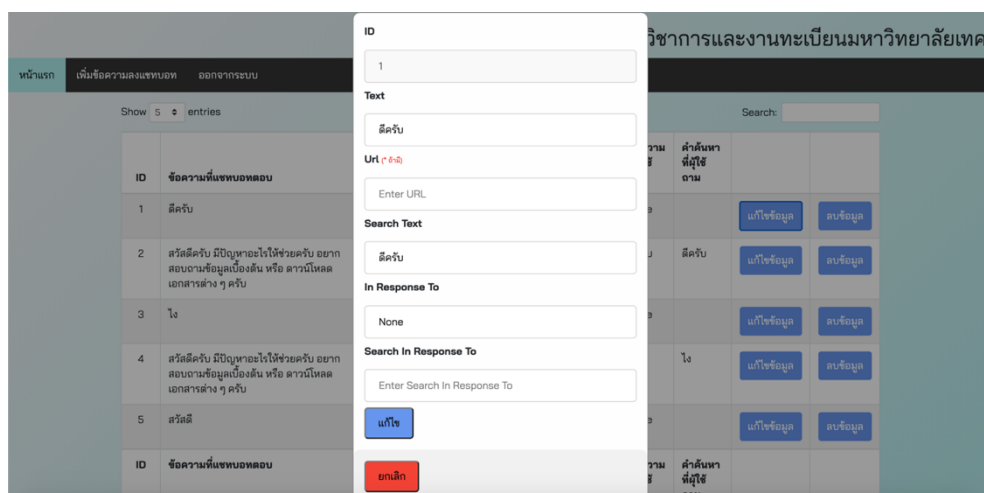 วิชาการและงานทะเบียนมหาวิทยาลัยเทค
หน้าแรก เพิ่มข้อความลงแชทบอท ออกจากระบบ
Show 5 entries
Search:
ID ข้อความที่แชทบอทตอบ
คำค้นหา
ที่ผู้ใช้
ถาม
1 ดีครับ
แก้ไขข้อมูล ลบข้อมูล
2 สวัสดีครับ มีปัญหาอะไรให้ช่วยครับ อยาก
สอบถามข้อมูลเบื้องต้น หรือ ดาวน์โหลด
เอกสารต่าง ๆ ครับ
ดีครับ
แก้ไขข้อมูล ลบข้อมูล
3 ไง
แก้ไขข้อมูล ลบข้อมูล
4 สวัสดีครับ มีปัญหาอะไรให้ช่วยครับ อยาก
สอบถามข้อมูลเบื้องต้น หรือ ดาวน์โหลด
เอกสารต่าง ๆ ครับ
ไง
แก้ไขข้อมูล ลบข้อมูล
5 สวัสดี
แก้ไขข้อมูล ลบข้อมูล
ID ข้อความที่แชทบอทตอบ
คำค้นหา
ที่ผู้ใช้
ID
1
Text
ดีครับ
Url (* ถ้ามี)
Enter URL
Search Text
ดีครับ
In Response To
None
Search In Response To
Enter Search In Response To
แก้ไข
ยกเลิก